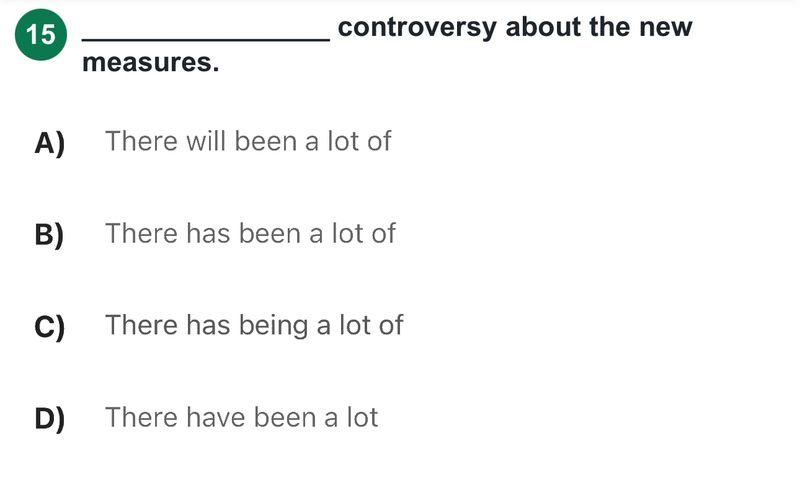 15 ________________ controversy about the new
measures.
A) There will been a lot of
B) There has been a lot of
C) There has being a lot of
D) There have been a lot